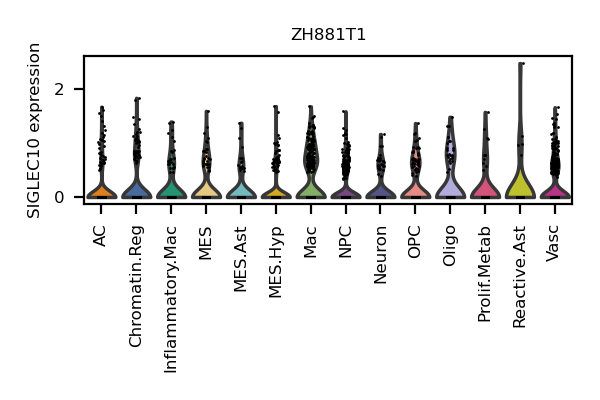 ZH881T1
SIGLEC10 expression
2
0
AC
Chromatin.Reg
Inflammatory.Mac
MES
MES.Ast
MES.Hyp
Mac
NPC
Neuron
OPC
Oligo
Prolif.Metab
Reactive.Ast
Vasc